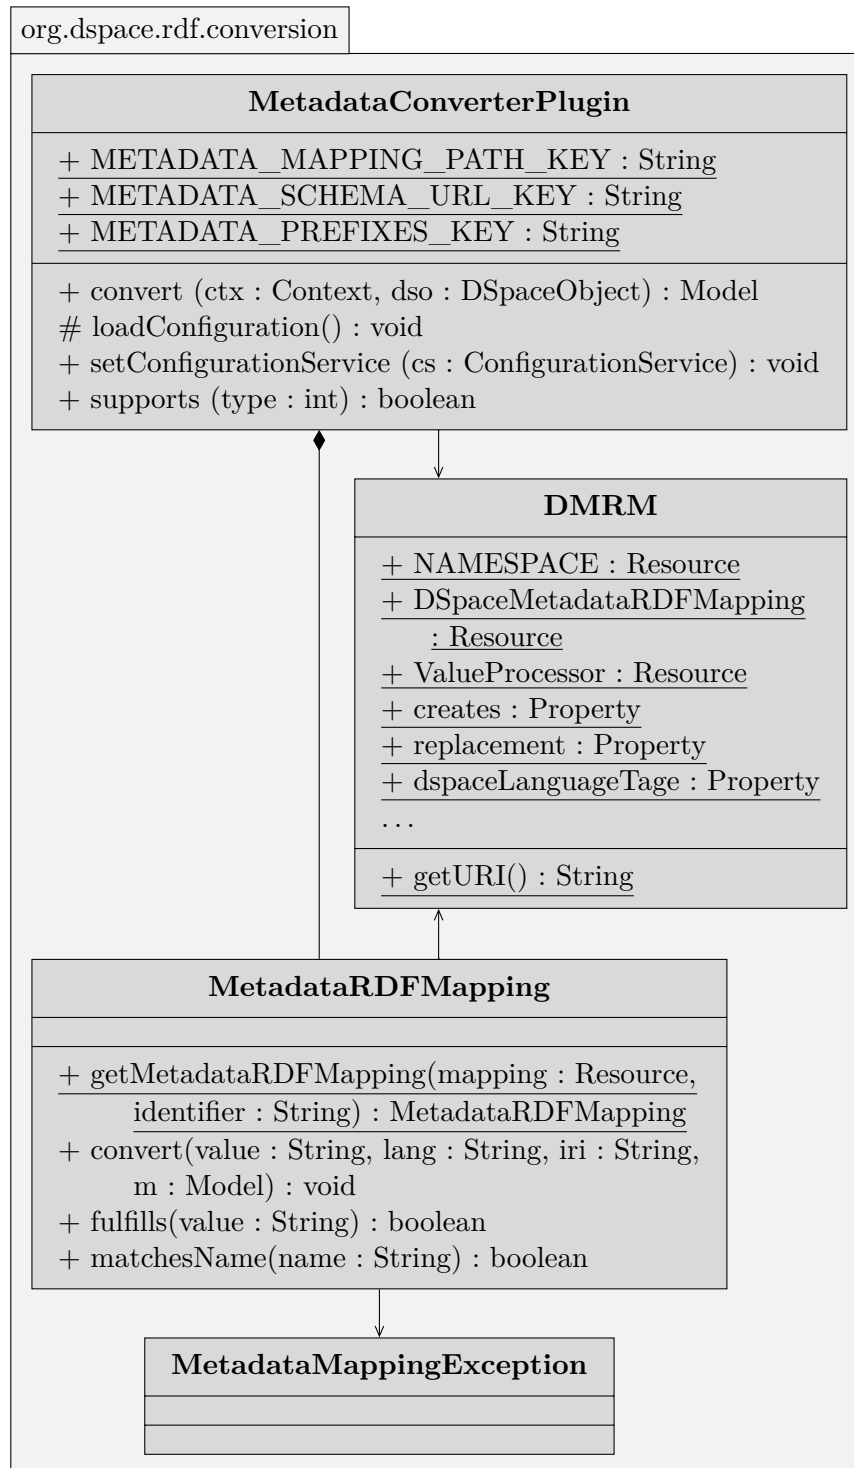 org.dspace.rdf.conversion
MetadataConverterPlugin
+ METADATA_MAPPING_PATH_KEY : String
+ METADATA_SCHEMA_URL_KEY : String
+ METADATA_PREFIXES_KEY : String
+ convert (ctx : Context, dso : DSpaceObject) : Model
# loadConfiguration() : void
+ setConfigurationService (cs : ConfigurationService) : void
+ supports (type : int) : boolean
DMRM
+ NAMESPACE : Resource
+ DSpaceMetadataRDFMapping
: Resource
+ ValueProcessor : Resource
+ creates : Property
+ replacement : Property
+ dspaceLanguageTage : Property
...
+ getURI() : String
MetadataRDFMapping
+ getMetadataRDFMapping(mapping : Resource,
identifier : String) : MetadataRDFMapping
+ convert(value : String, lang : String, iri : String,
m : Model) : void
+ fulfills(value : String) : boolean
+ matchesName(name : String) : boolean
MetadataMappingException